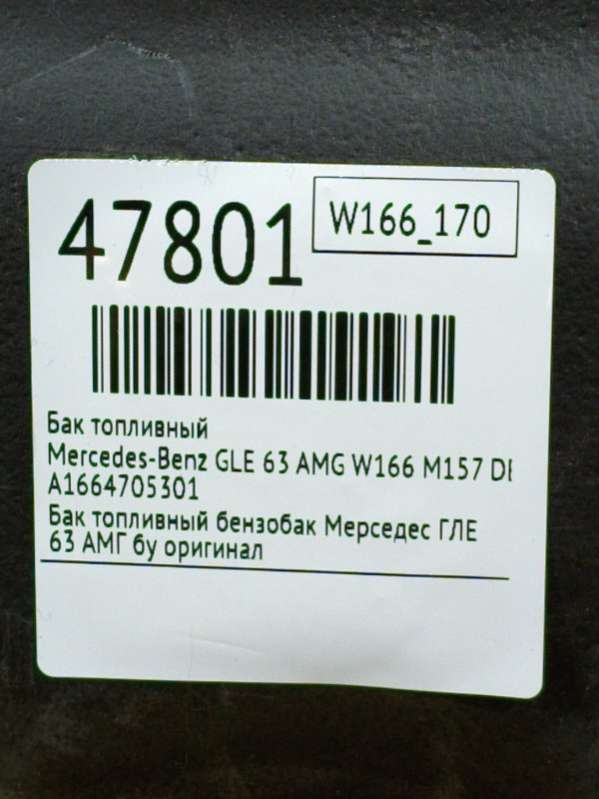 47801
W166_170
Бак топливный
Mercedes-Benz GLE 63 AMG W166 M157 DE
A1664705301
Бак топливный бензобак Мерседес ГЛЕ
63 АМГ бу оригинал